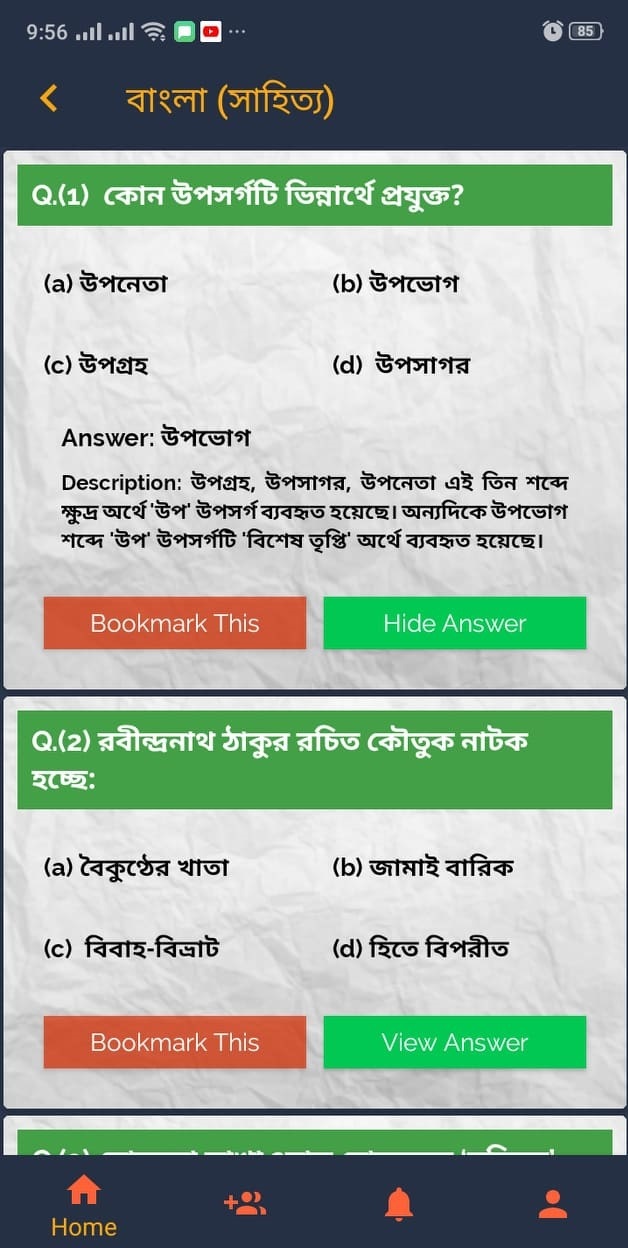 9:56
85
বাংলা (সাহিত্য)
Q.(1) কোন উপসর্গটি ভিন্নার্থে প্রযুক্ত?
(a) উপনেতা
(b) উপভোগ
(c) উপগ্রহ
(d) উপসাগর
Answer: উপভোগ
Description: উপগ্রহ, উপসাগর, উপনেতা এই তিন শব্দে
ক্ষুদ্র অর্থে 'উপ' উপসর্গ ব্যবহৃত হয়েছে। অন্যদিকে উপভোগ
শব্দে 'উপ' উপসর্গটি 'বিশেষ তৃপ্তি' অর্থে ব্যবহৃত হয়েছে।
Bookmark This
Hide Answer
Q.(2) রবীন্দ্রনাথ ঠাকুর রচিত কৌতুক নাটক
হচ্ছে:
(a) বৈকুণ্ঠের খাতা
(b) জামাই বারিক
(c) বিবাহ-বিভ্রাট
(d) হিতে বিপরীত
Bookmark This
View Answer
Home